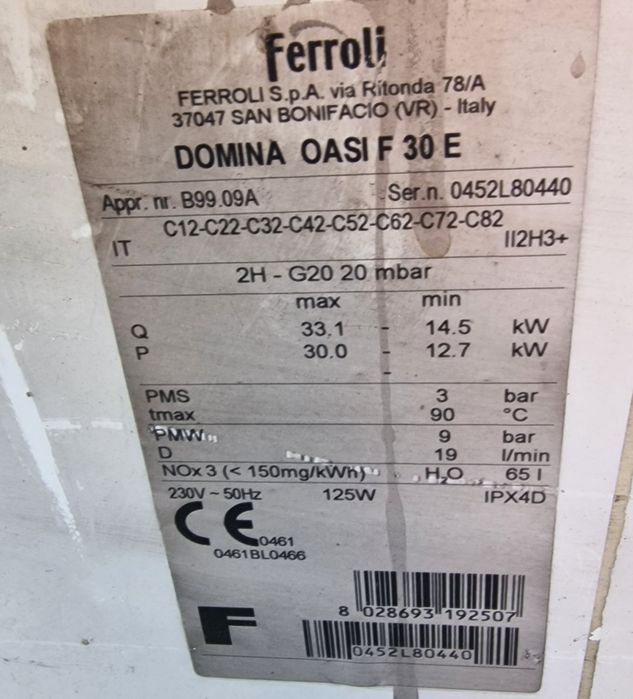 Ferroli
FERROLI S.p.A. via Ritonda 78/A
37047 SAN BONIFACIO (VR) - Italy
DOMINA OASI F 30 E
Appr. nr. B99.09A Ser.n. 0452L80440
C12-C22-C32-C42-C52-C62-C72-C82
IT II2H3+
2H - G20 20 mbar
max min
Q 33.1 - 14.5 kW
P 30.0 - 12.7 kW
-
PMS 3 bar
tmax 90 °C
PMW 9 bar
D 19 l/min
NOx 3 (< 150mg/kWh) H₂O 65 l
230V ~ 50Hz 125W IPX4D
CE 0461
0461BL0466
8 028693 192507
F
0452L80440